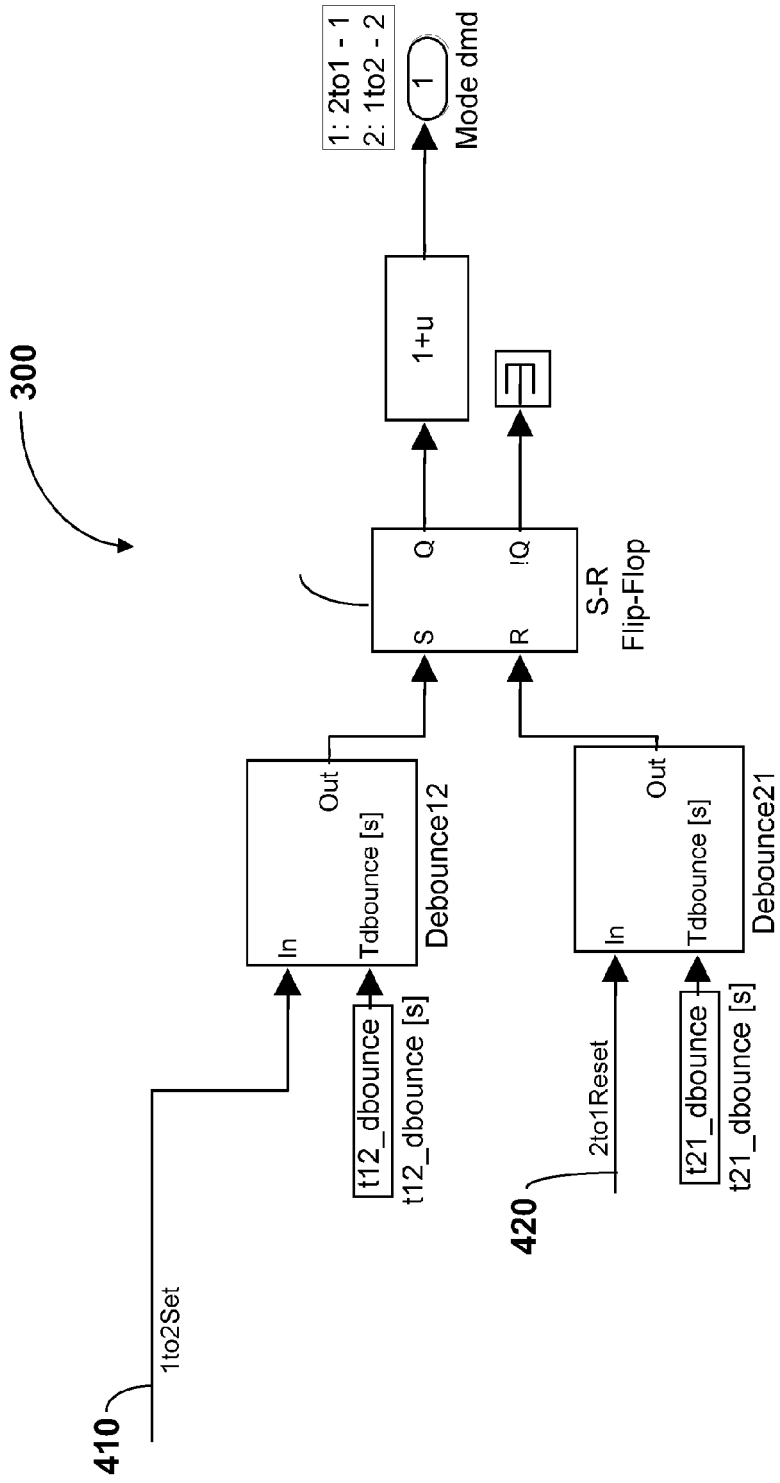 300
410
1to2Set
In
Out
Tdbounce [s]
Debounce12
t12_dbounce
t12_dbounce [s]
420
2to1Reset
In
Out
Tdbounce [s]
Debounce21
t21_dbounce
t21_dbounce [s]
S
Q
R
!Q
S-R
Flip-Flop
1+u
1: 2to1 - 1
2: 1to2 - 2
1
Mode dmd